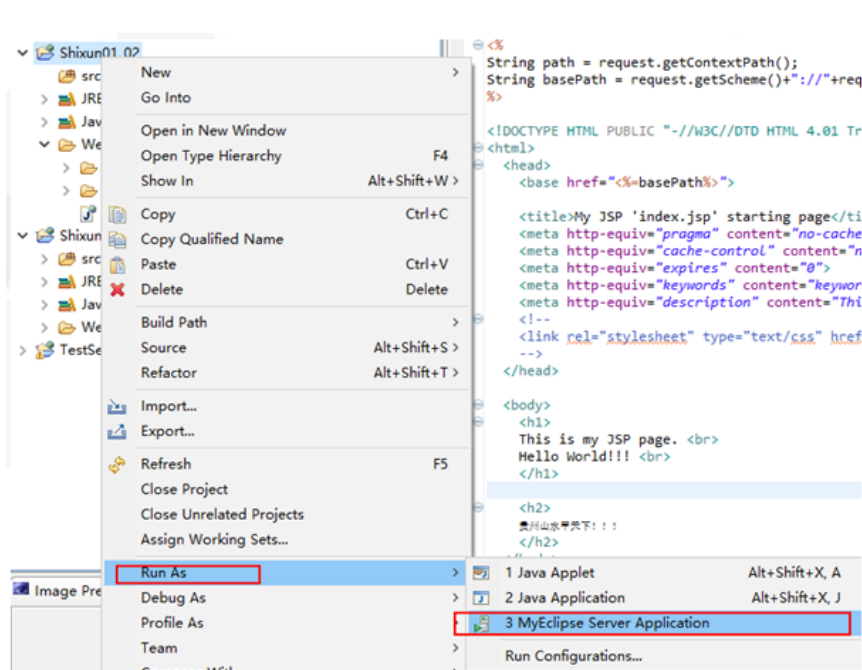 Shixun01_02
src
JRE
Jav
We
Shixun
src
JRE
Jav
We
TestSe
Image Pre
New
Go Into
Open in New Window
Open Type Hierarchy F4
Show In Alt+Shift+W >
Copy Ctrl+C
Copy Qualified Name
Paste Ctrl+V
Delete Delete
Build Path >
Source Alt+Shift+S >
Refactor Alt+Shift+T >
Import...
Export...
Refresh F5
Close Project
Close Unrelated Projects
Assign Working Sets...
Run As >
Debug As >
Profile As
Team >
<%
String path = request.getContextPath();
String basePath = request.getScheme()+"://"+req
%>
<!DOCTYPE HTML PUBLIC "-//W3C//DTD HTML 4.01 Tr
<html>
<head>
<base href="<%=basePath%>">
<title>My JSP 'index.jsp' starting page</ti
<meta http-equiv="pragma" content="no-cache
<meta http-equiv="cache-control" content="n
<meta http-equiv="expires" content="0">
<meta http-equiv="keywords" content="keywor
<meta http-equiv="description" content="Thi
<!--
<link rel="stylesheet" type="text/css" href
-->
</head>
<body>
<h1>
This is my JSP page. <br>
Hello World!!! <br>
</h1>
<h2>
贵州山水甲天下！！！
</h2>
1 Java Applet Alt+Shift+X, A
2 Java Application Alt+Shift+X, J
3 MyEclipse Server Application
Run Configurations...